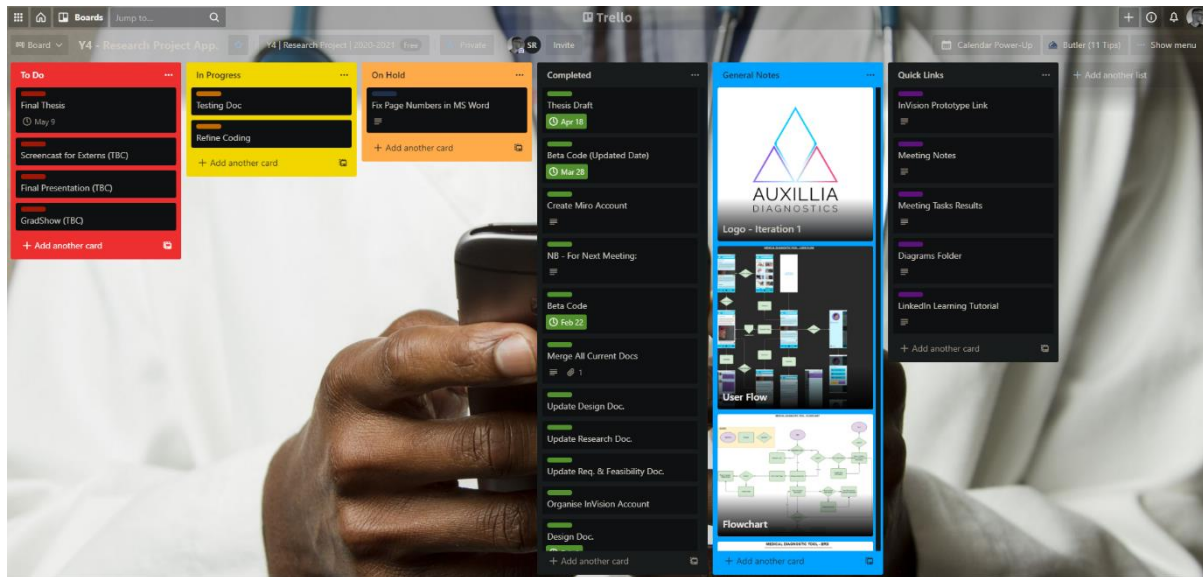 Boards
Jump to...
Trello
Board
Y4 - Research Project App.
Y4 | Research Project | 2020-2021 Free
Private
SR
Invite
Calendar Power-Up
Butler (11 Tips)
Show menu
To Do
Final Thesis
May 9
Screencast for Externs (TBC)
Final Presentation (TBC)
GradShow (TBC)
+ Add another card
In Progress
Testing Doc
Refine Coding
+ Add another card
On Hold
Fix Page Numbers in MS Word
+ Add another card
Completed
Thesis Draft
Apr 18
Beta Code (Updated Date)
Mar 28
Create Miro Account
NB - For Next Meeting:
Beta Code
Feb 22
Merge All Current Docs
1
Update Design Doc.
Update Research Doc.
Update Req. & Feasibility Doc.
Organise InVision Account
Design Doc.
+ Add another card
General Notes
AUXILLIA
DIAGNOSTICS
Logo - Iteration 1
User Flow
Flowchart
MEDICAL DIAGNOSTIC TOOL - ERD
+ Add another card
Quick Links
InVision Prototype Link
Meeting Notes
Meeting Tasks Results
Diagrams Folder
LinkedIn Learning Tutorial
+ Add another card
+ Add another list